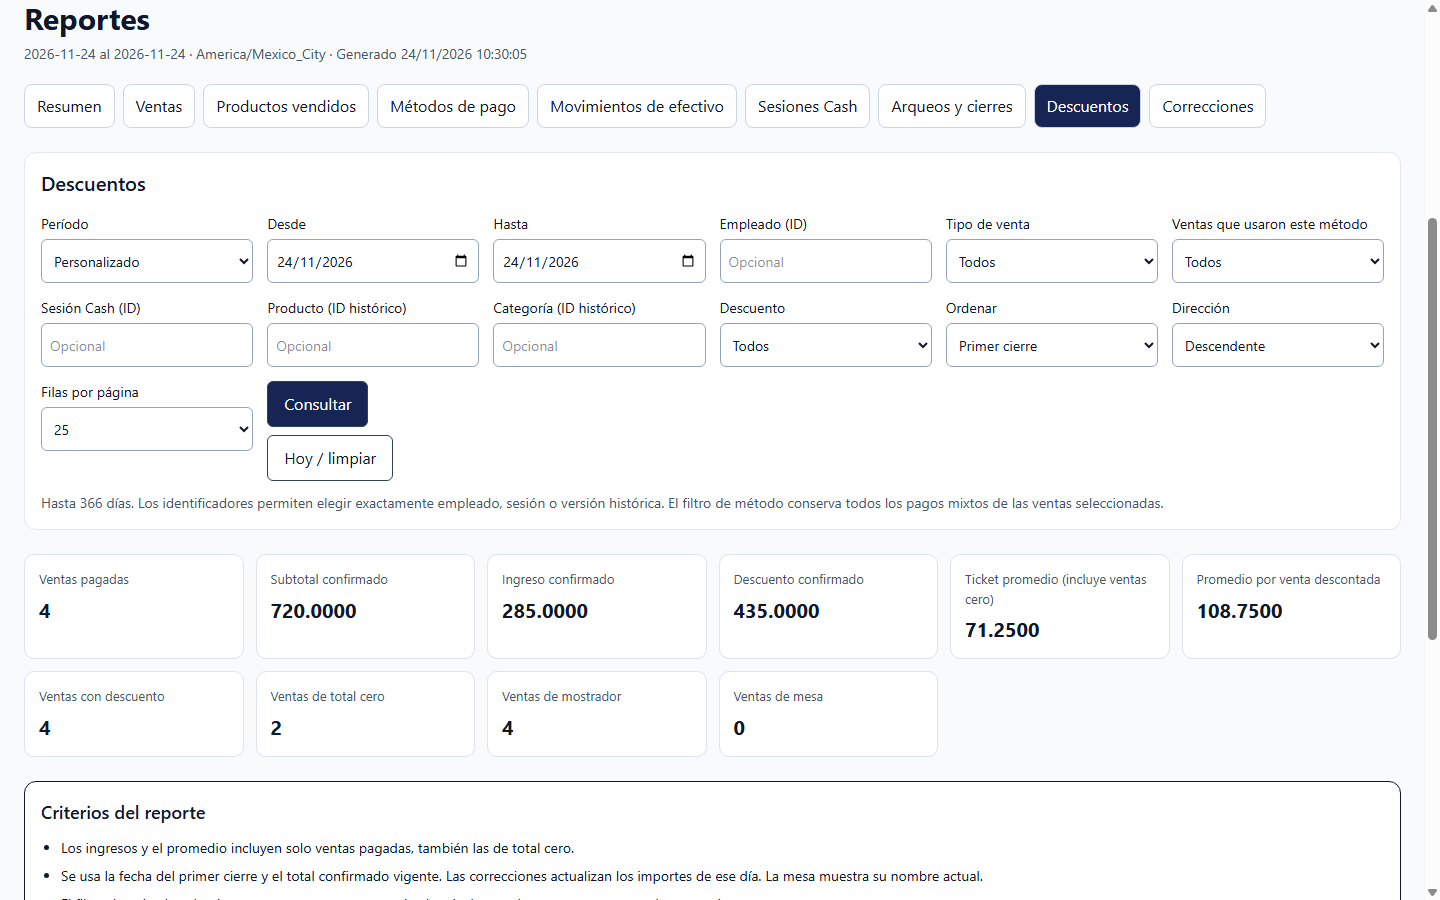 Reportes
2026-11-24 al 2026-11-24 · America/Mexico_City · Generado 24/11/2026 10:30:05
Resumen Ventas Productos vendidos Métodos de pago Movimientos de efectivo Sesiones Cash Arqueos y cierres Descuentos Correcciones
Descuentos
Período Desde Hasta Empleado (ID) Tipo de venta Ventas que usaron este método
Personalizado 24/11/2026 24/11/2026 Opcional Todos Todos
Sesión Cash (ID) Producto (ID histórico) Categoría (ID histórico) Descuento Ordenar Dirección
Opcional Opcional Opcional Todos Primer cierre Descendente
Filas por página
25 Consultar
Hoy / limpiar
Hasta 366 días. Los identificadores permiten elegir exactamente empleado, sesión o versión histórica. El filtro de método conserva todos los pagos mixtos de las ventas seleccionadas.
Ventas pagadas
4
Subtotal confirmado
720.0000
Ingreso confirmado
285.0000
Descuento confirmado
435.0000
Ticket promedio (incluye ventas
cero)
71.2500
Promedio por venta descontada
108.7500
Ventas con descuento
4
Ventas de total cero
2
Ventas de mostrador
4
Ventas de mesa
0
Criterios del reporte
• Los ingresos y el promedio incluyen solo ventas pagadas, también las de total cero.
• Se usa la fecha del primer cierre y el total confirmado vigente. Las correcciones actualizan los importes de ese día. La mesa muestra su nombre actual.